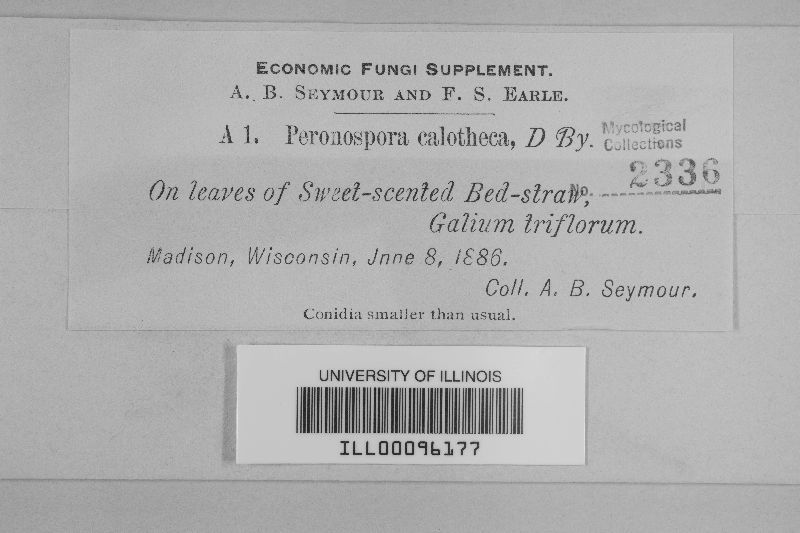 ECONOMIC FUNGI SUPPLEMENT.
A. B. SEYMOUR AND F. S. EARLE.
A 1. Peronospora calotheca, D By.
Mycological
Collections
No. 2336
On leaves of Sweet-scented Bed-straw,
Galium triflorum.
Madison, Wisconsin, Jnne 8, 1886.
Coll. A. B. Seymour.
Conidia smaller than usual.
UNIVERSITY OF ILLINOIS
ILL00096177